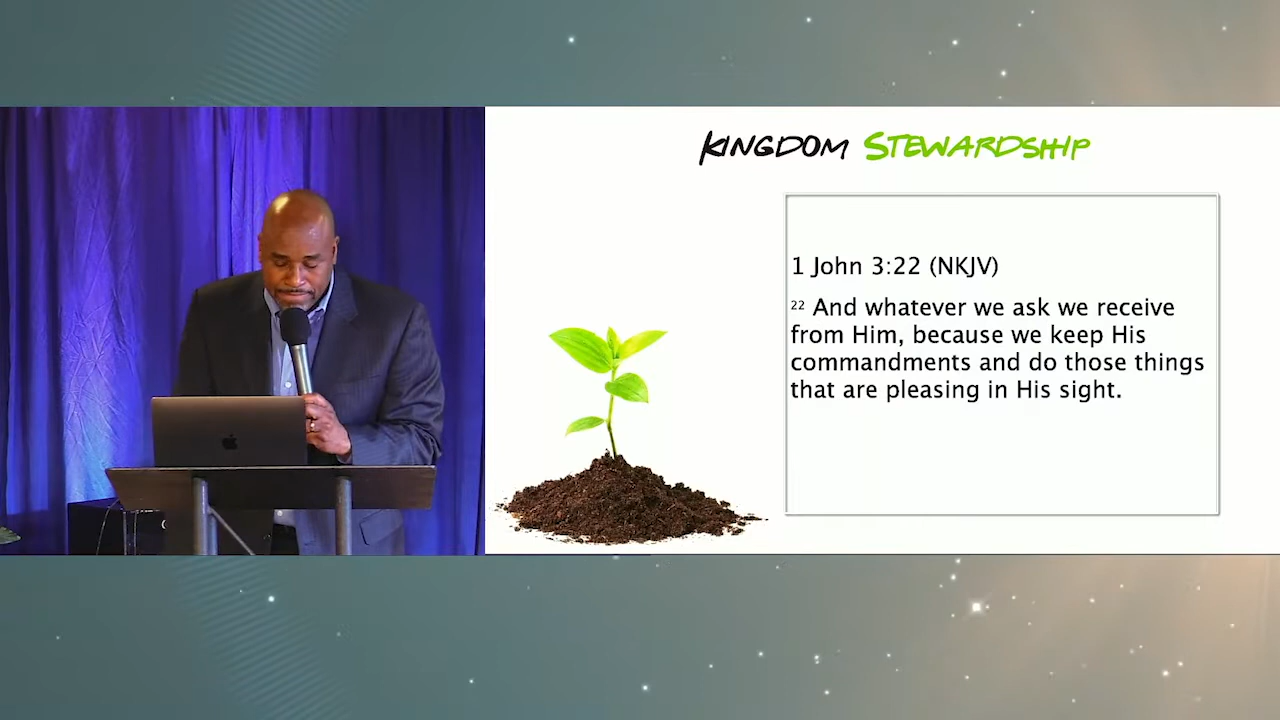 KINGDOM STEWARDSHIP
1 John 3:22 (NKJV)
22 And whatever we ask we receive
from Him, because we keep His
commandments and do those things
that are pleasing in His sight.